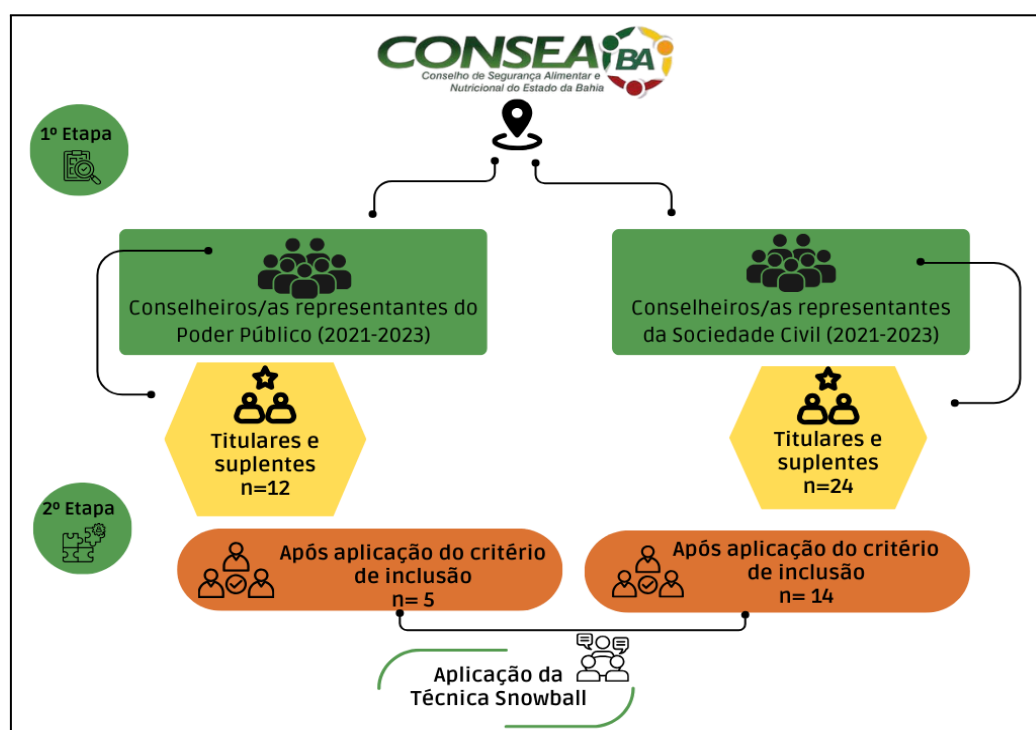 CONSEA BA
Conselho de Segurança Alimentar e
Nutricional do Estado da Bahia
1º Etapa
Conselheiros/as representantes do
Poder Público (2021-2023)
Conselheiros/as representantes
da Sociedade Civil (2021-2023)
Titulares e
suplentes
n=12
Titulares e
suplentes
n=24
2º Etapa
Após aplicação do critério
de inclusão
n= 5
Após aplicação do critério
de inclusão
n= 14
Aplicação da
Técnica Snowball